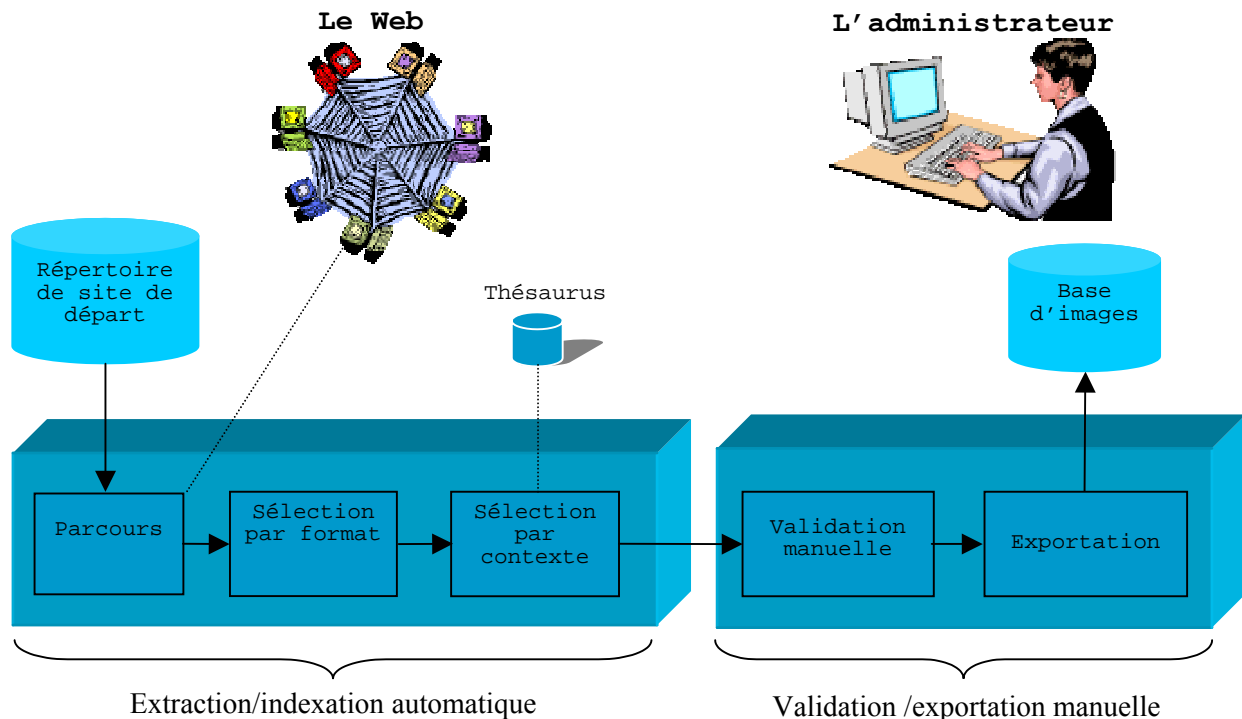 Le Web
L'administrateur
Répertoire
de site de
départ
Thésaurus
Base
d'images
Parcours
Sélection
par format
Sélection
par
contexte
Validation
manuelle
Exportation
Extraction/indexation automatique
Validation /exportation manuelle